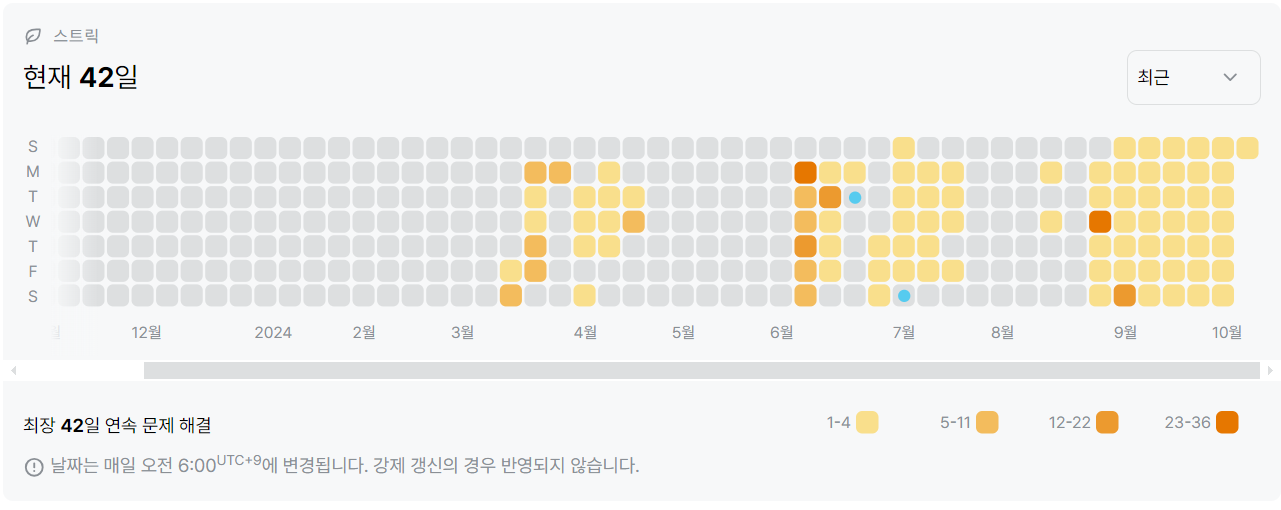 스트릭
현재 42일
최근
S
M
T
W
T
F
S
12월 2024 2월 3월 4월 5월 6월 7월 8월 9월 10월
최장 42일 연속 문제 해결
1-4 5-11 12-22 23-36
날짜는 매일 오전 6:00UTC+9에 변경됩니다. 강제 갱신의 경우 반영되지 않습니다.